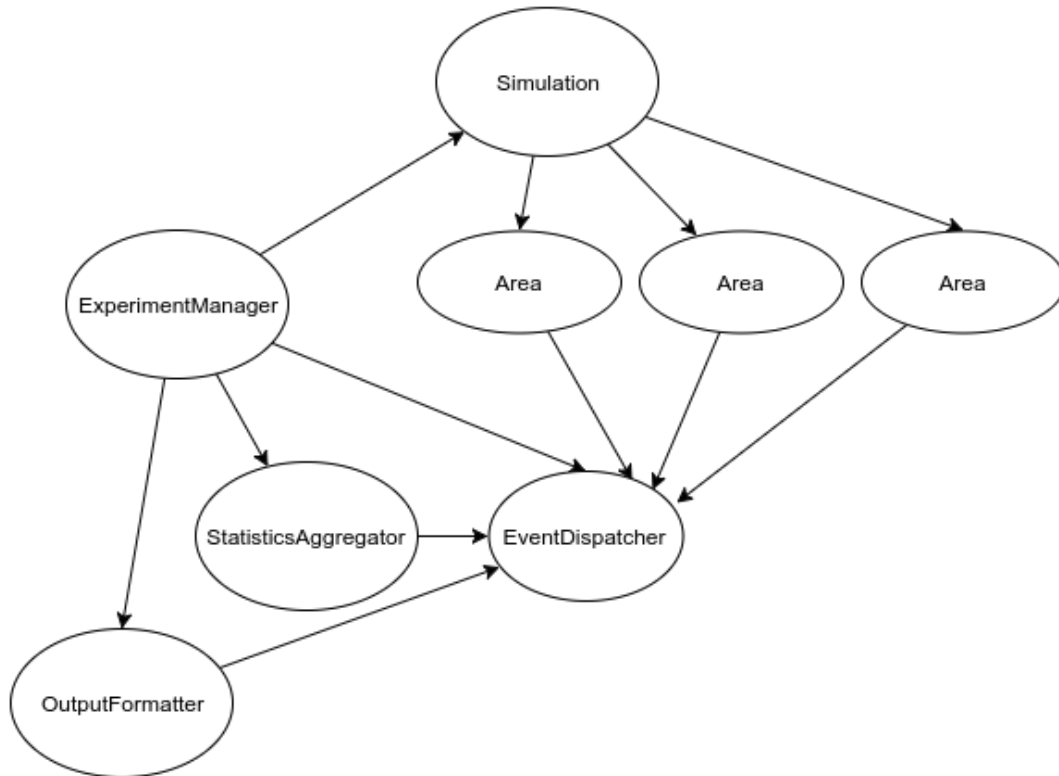 Simulation
Area
Area
Area
ExperimentManager
StatisticsAggregator
EventDispatcher
OutputFormatter